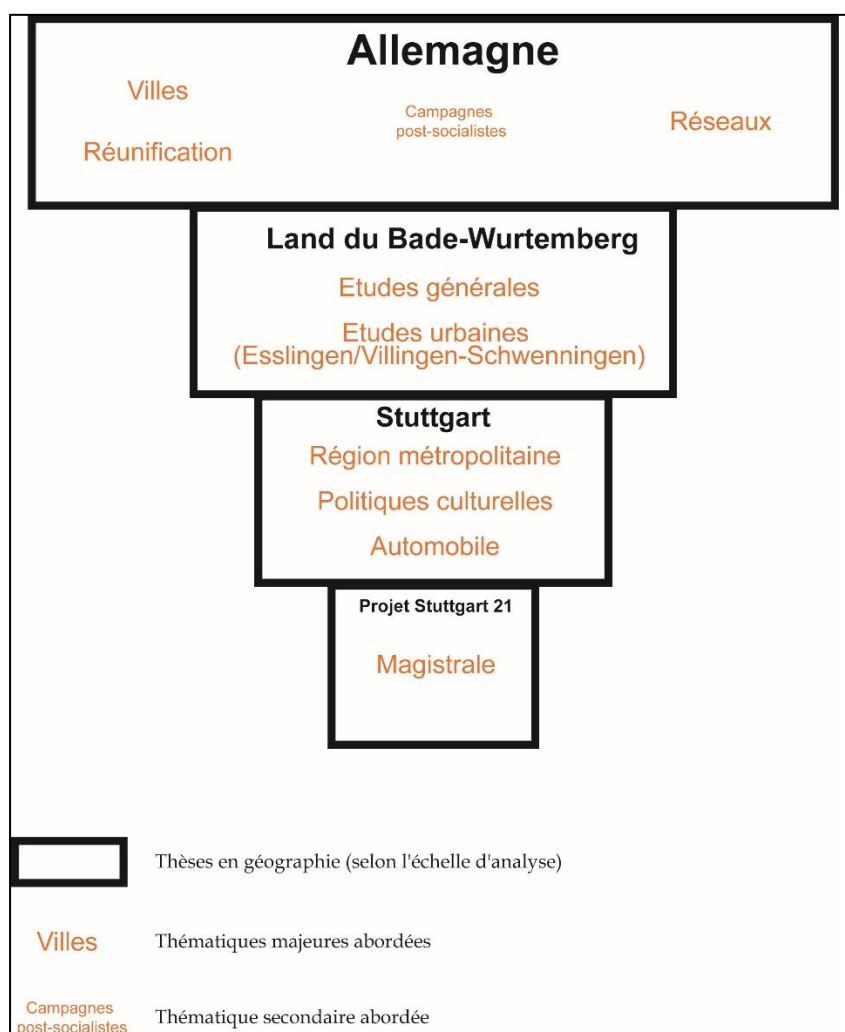 Allemagne
Villes
Réunification
Campagnes
post-socialistes
Réseaux
Land du Bade-Wurtemberg
Etudes générales
Etudes urbaines
(Esslingen/Villingen-Schwenningen)
Stuttgart
Région métropolitaine
Politiques culturelles
Automobile
Projet Stuttgart 21
Magistrale
Thèses en géographie (selon l'échelle d'analyse)
Villes
Thématiques majeures abordées
Campagnes
post-socialistes
Thématique secondaire abordée